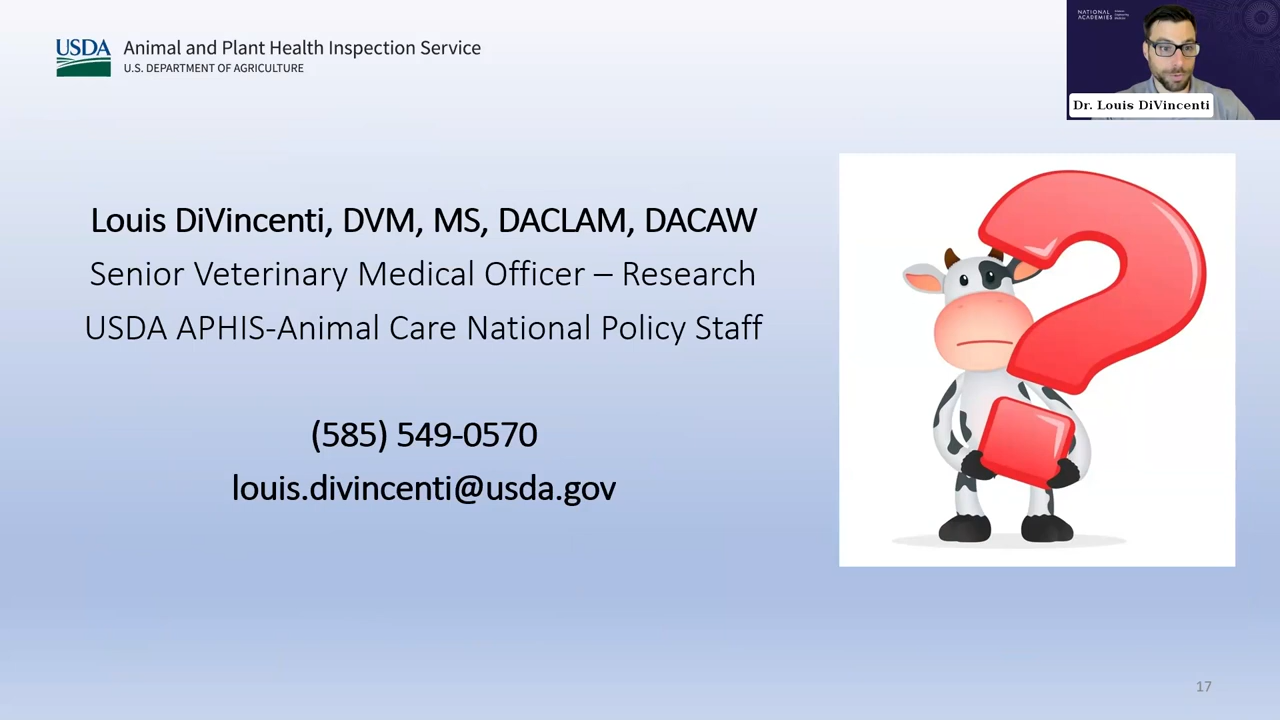 USDA
Animal and Plant Health Inspection Service
U.S. DEPARTMENT OF AGRICULTURE
NATIONAL
ACADEMIES
Dr. Louis DiVincenti
Louis DiVincenti, DVM, MS, DACLAM, DACAW
Senior Veterinary Medical Officer – Research
USDA APHIS-Animal Care National Policy Staff
(585) 549-0570
louis.divincenti@usda.gov
?
17